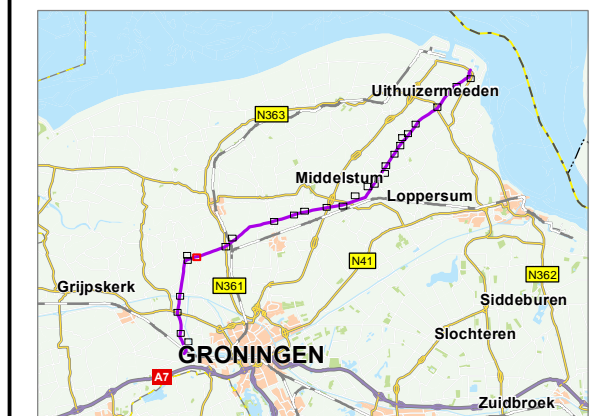 Uithuizermeeden
N363
Middelstum
Loppersum
N41
N362
Grijpskerk
N361
Siddeburen
Slochteren
GRONINGEN
A7
Zuidbroek